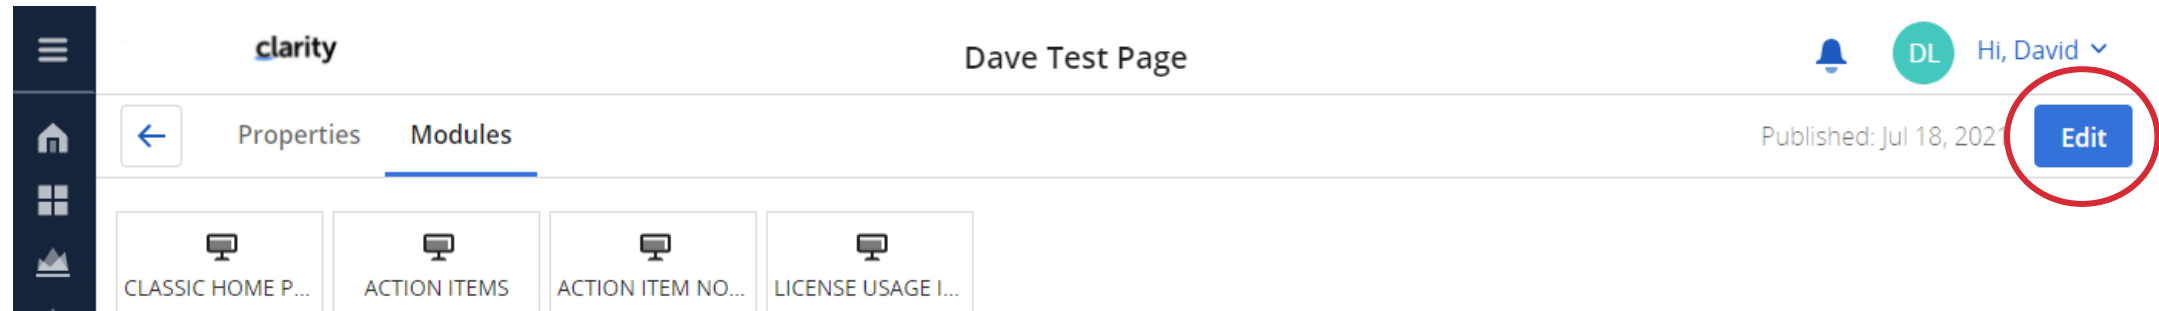 clarity
Dave Test Page
DL
Hi, David
Properties
Modules
Published: Jul 18, 2021
Edit
CLASSIC HOME P...
ACTION ITEMS
ACTION ITEM NO...
LICENSE USAGE I...